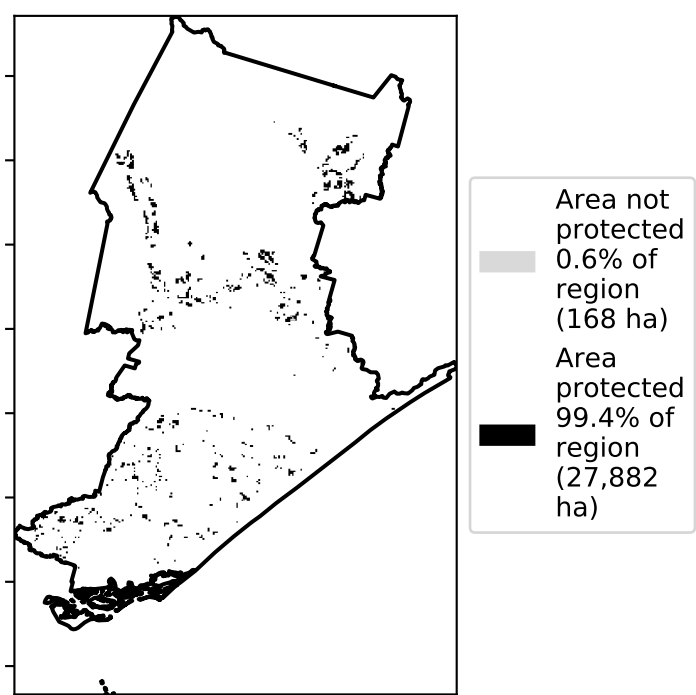 Area not
protected
0.6% of
region
(168 ha)
Area
protected
99.4% of
region
(27,882
ha)